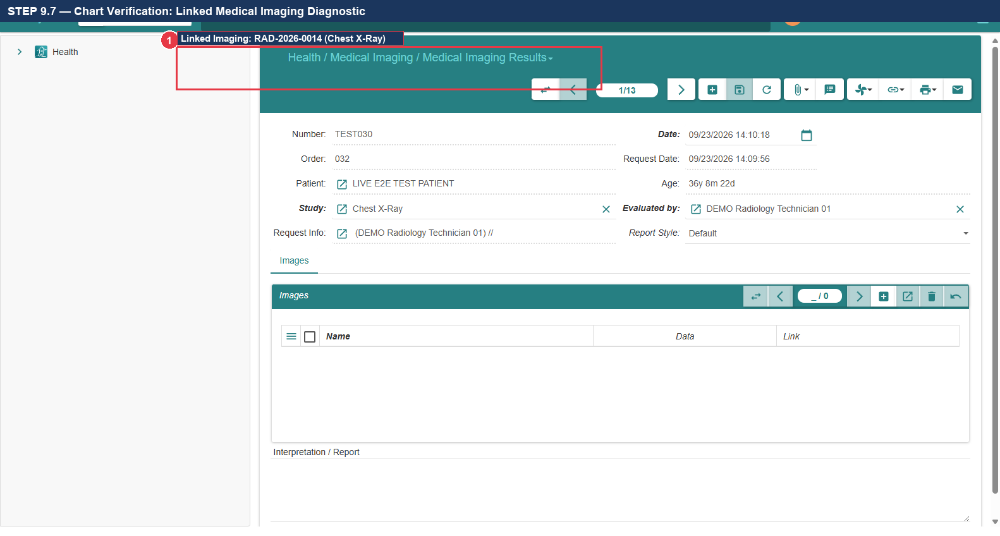 STEP 9.7 — Chart Verification: Linked Medical Imaging Diagnostic
1
Linked Imaging: RAD-2026-0014 (Chest X-Ray)
Health
Health / Medical Imaging / Medical Imaging Results
1/13
Number: TEST030
Date: 09/23/2026 14:10:18
Order: 032
Request Date: 09/23/2026 14:09:56
Patient: LIVE E2E TEST PATIENT
Age: 36y 8m 22d
Study: Chest X-Ray
Evaluated by: DEMO Radiology Technician 01
Request Info: (DEMO Radiology Technician 01) //
Report Style: Default
Images
Images
_ / 0
Name Data Link
Interpretation / Report